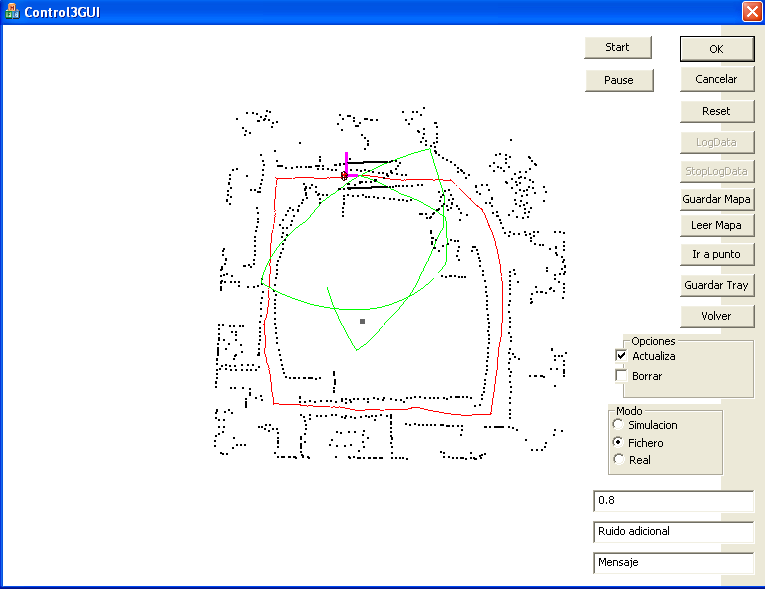 Control3GUI
Start
OK
Pause
Cancelar
Reset
LogData
StopLogData
Guardar Mapa
Leer Mapa
Ir a punto
Guardar Tray
Volver
Opciones
Actualiza
Borrar
Modo
Simulacion
Fichero
Real
0.8
Ruido adicional
Mensaje